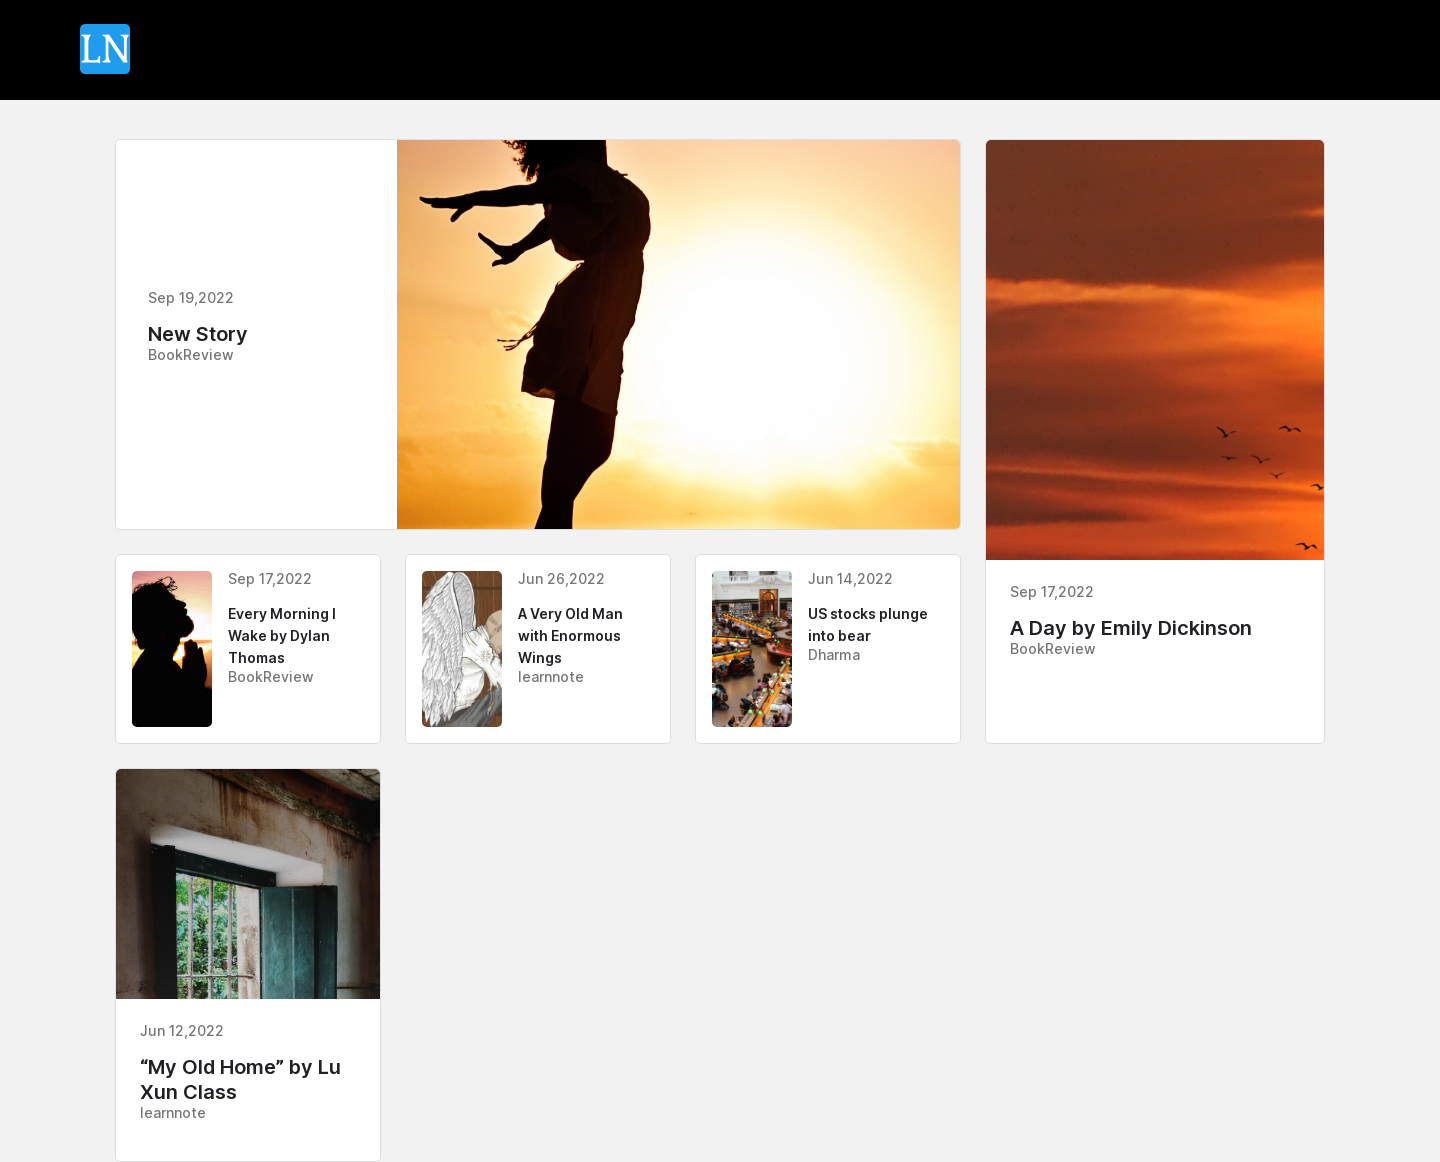 LN
Sep 19,2022
New Story
BookReview
Sep 17,2022
A Day by Emily Dickinson
BookReview
Sep 17,2022
Every Morning I
Wake by Dylan
Thomas
BookReview
Jun 26,2022
A Very Old Man
with Enormous
Wings
learnnote
Jun 14,2022
US stocks plunge
into bear
Dharma
Jun 12,2022
“My Old Home” by Lu
Xun Class
learnnote